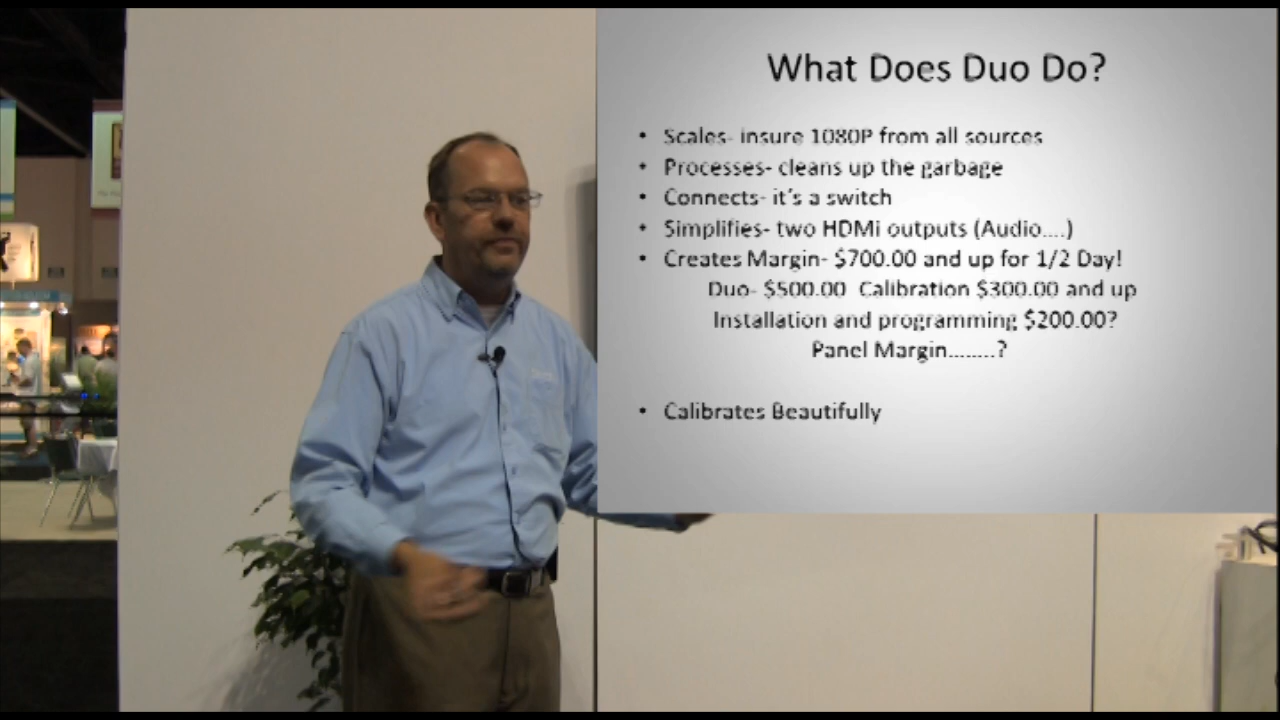 What Does Duo Do?
• Scales- insure 1080P from all sources
• Processes- cleans up the garbage
• Connects- it's a switch
• Simplifies- two HDMi outputs (Audio....)
• Creates Margin- $700.00 and up for 1/2 Day!
Duo- $500.00 Calibration $300.00 and up
Installation and programming $200.00?
Panel Margin........?
• Calibrates Beautifully